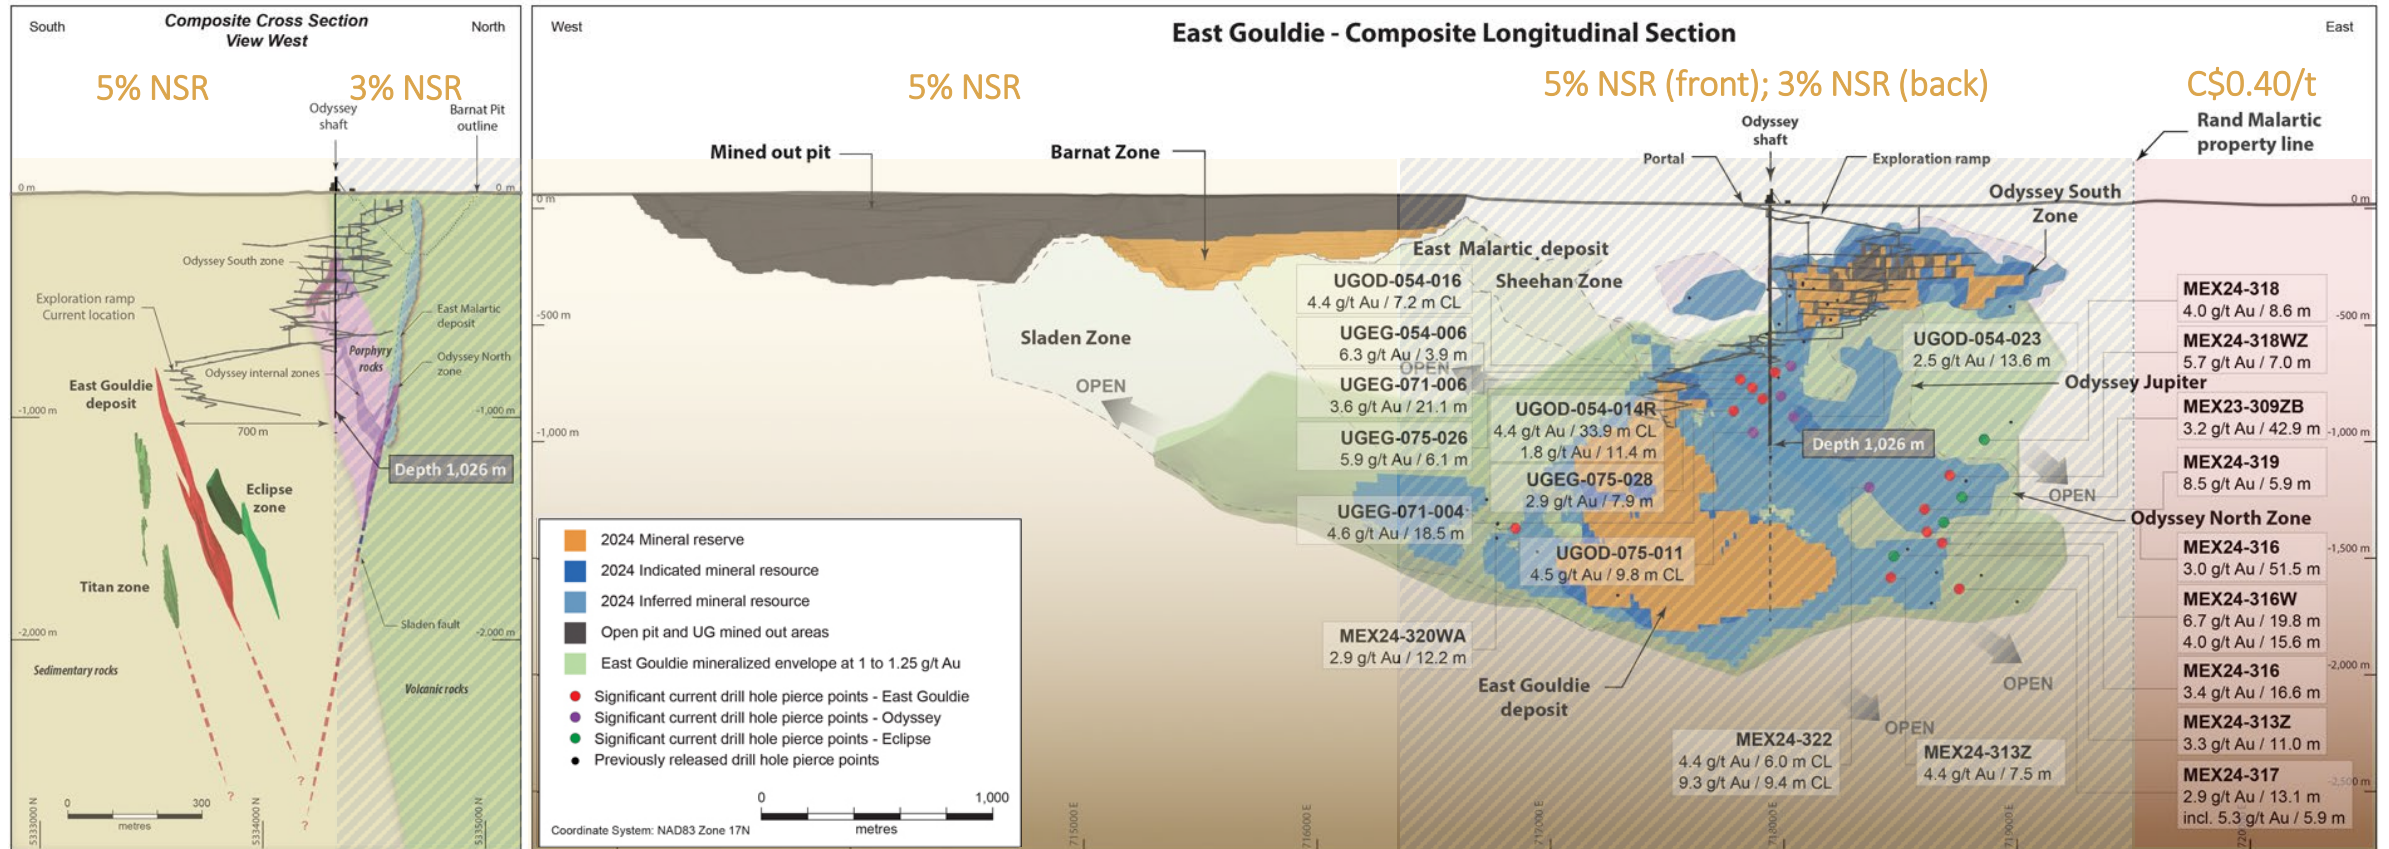 South
Composite Cross Section
View West
North
5% NSR
3% NSR
Odyssey
shaft
Barnat Pit
outline
0 m
0 m
Odyssey South zone
Exploration ramp
Current location
East Malartic
deposit
Porphyry
rocks
Odyssey North
zone
Odyssey internal zones
East Gouldie
deposit
-1,000 m
-1,000 m
700 m
Depth 1,026 m
Eclipse
zone
Titan zone
Sladen fault
-2,000 m
-2,000 m
Sedimentary rocks
Volcanic rocks
?
?
?
0
300
metres
5333000 N
5334000 N
5335000 N
West
East Gouldie - Composite Longitudinal Section
East
5% NSR
5% NSR (front); 3% NSR (back)
C$0.40/t
Rand Malartic
property line
Mined out pit
Barnat Zone
Odyssey
shaft
Portal
Exploration ramp
Odyssey South
Zone
0 m
0 m
East Malartic deposit
Sheehan Zone
Sladen Zone
OPEN
-500 m
-500 m
-1,000 m
-1,000 m
-1,500 m
-2,000 m
-2,500 m
UGOD-054-016
4.4 g/t Au / 7.2 m CL
UGEG-054-006
6.3 g/t Au / 3.9 m
OPEN
UGEG-071-006
3.6 g/t Au / 21.1 m
UGEG-075-026
5.9 g/t Au / 6.1 m
UGEG-071-004
4.6 g/t Au / 18.5 m
UGOD-054-014R
4.4 g/t Au / 33.9 m CL
1.8 g/t Au / 11.4 m
UGEG-075-028
2.9 g/t Au / 7.9 m
UGOD-075-011
4.5 g/t Au / 9.8 m CL
MEX24-320WA
2.9 g/t Au / 12.2 m
East Gouldie
deposit
Depth 1,026 m
UGOD-054-023
2.5 g/t Au / 13.6 m
Odyssey Jupiter
OPEN
Odyssey North Zone
OPEN
OPEN
MEX24-322
4.4 g/t Au / 6.0 m CL
9.3 g/t Au / 9.4 m CL
MEX24-313Z
4.4 g/t Au / 7.5 m
MEX24-318
4.0 g/t Au / 8.6 m
MEX24-318WZ
5.7 g/t Au / 7.0 m
MEX23-309ZB
3.2 g/t Au / 42.9 m
MEX24-319
8.5 g/t Au / 5.9 m
MEX24-316
3.0 g/t Au / 51.5 m
MEX24-316W
6.7 g/t Au / 19.8 m
4.0 g/t Au / 15.6 m
MEX24-316
3.4 g/t Au / 16.6 m
MEX24-313Z
3.3 g/t Au / 11.0 m
MEX24-317
2.9 g/t Au / 13.1 m
incl. 5.3 g/t Au / 5.9 m
2024 Mineral reserve
2024 Indicated mineral resource
2024 Inferred mineral resource
Open pit and UG mined out areas
East Gouldie mineralized envelope at 1 to 1.25 g/t Au
Significant current drill hole pierce points - East Gouldie
Significant current drill hole pierce points - Odyssey
Significant current drill hole pierce points - Eclipse
Previously released drill hole pierce points
0
1,000
metres
Coordinate System: NAD83 Zone 17N
715000 E
716000 E
717000 E
718000 E
719000 E